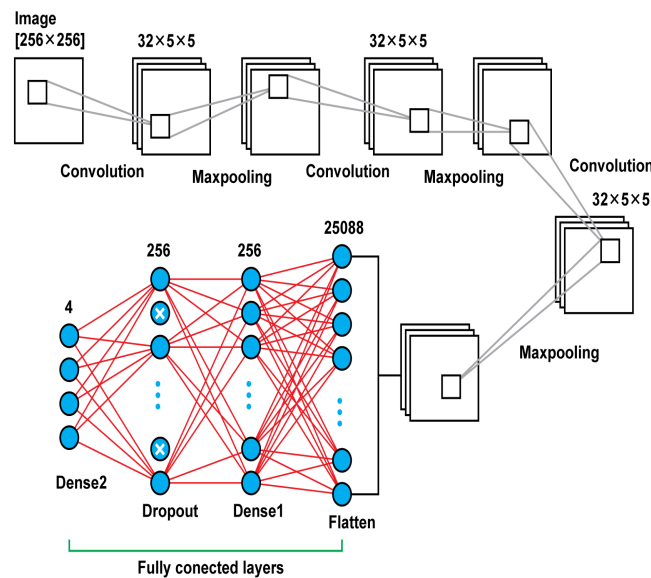 Image
[256×256]
32×5×5
32×5×5
Convolution
Maxpooling
Convolution
Maxpooling
Convolution
32×5×5
Maxpooling
25088
256
256
4
Dense2
Dropout
Dense1
Flatten
Fully conected layers